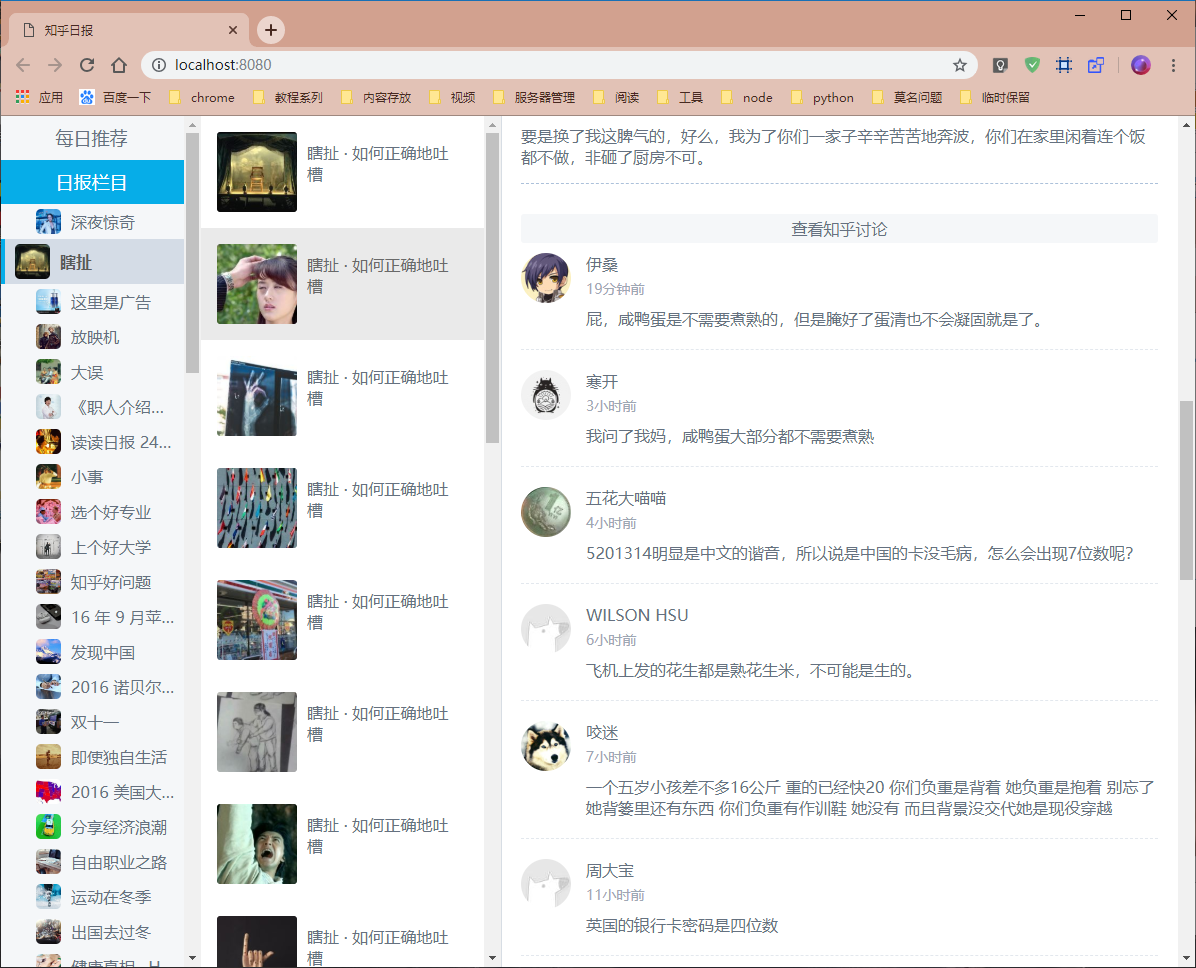 知乎日报
localhost:8080
应用
百度一下
chrome
教程系列
内容存放
视频
服务器管理
阅读
工具
node
python
莫名问题
临时保留
每日推荐
日报栏目
深夜惊奇
瞎扯
这里是广告
放映机
大误
《职人介绍...
读读日报 24...
小事
选个好专业
上个好大学
知乎好问题
16 年 9 月苹...
发现中国
2016 诺贝尔...
双十一
即使独自生活
2016 美国大...
分享经济浪潮
自由职业之路
运动在冬季
出国去过冬
瞎扯 · 如何正确地吐
槽
瞎扯 · 如何正确地吐
槽
瞎扯 · 如何正确地吐
槽
瞎扯 · 如何正确地吐
槽
瞎扯 · 如何正确地吐
槽
瞎扯 · 如何正确地吐
槽
瞎扯 · 如何正确地吐
槽
瞎扯 · 如何正确地吐
槽
要是换了我这脾气的，好么，我为了你们一家子辛辛苦苦地奔波，你们在家里闲着连个饭
都不做，非砸了厨房不可。
查看知乎讨论
伊桑
19分钟前
屁，咸鸭蛋是不需要煮熟的，但是腌好了蛋清也不会凝固就是了。
寒开
3小时前
我问了我妈，咸鸭蛋大部分都不需要煮熟
五花大喵喵
4小时前
5201314明显是中文的谐音，所以说是中国的卡没毛病，怎么会出现7位数呢？
WILSON HSU
6小时前
飞机上发的花生都是熟花生米，不可能是生的。
咬迷
7小时前
一个五岁小孩差不多16公斤 重的已经快20 你们负重是背着 她负重是抱着 别忘了
她背篓里还有东西 你们负重有作训鞋 她没有 而且背景没交代她是现役穿越
周大宝
11小时前
英国的银行卡密码是四位数